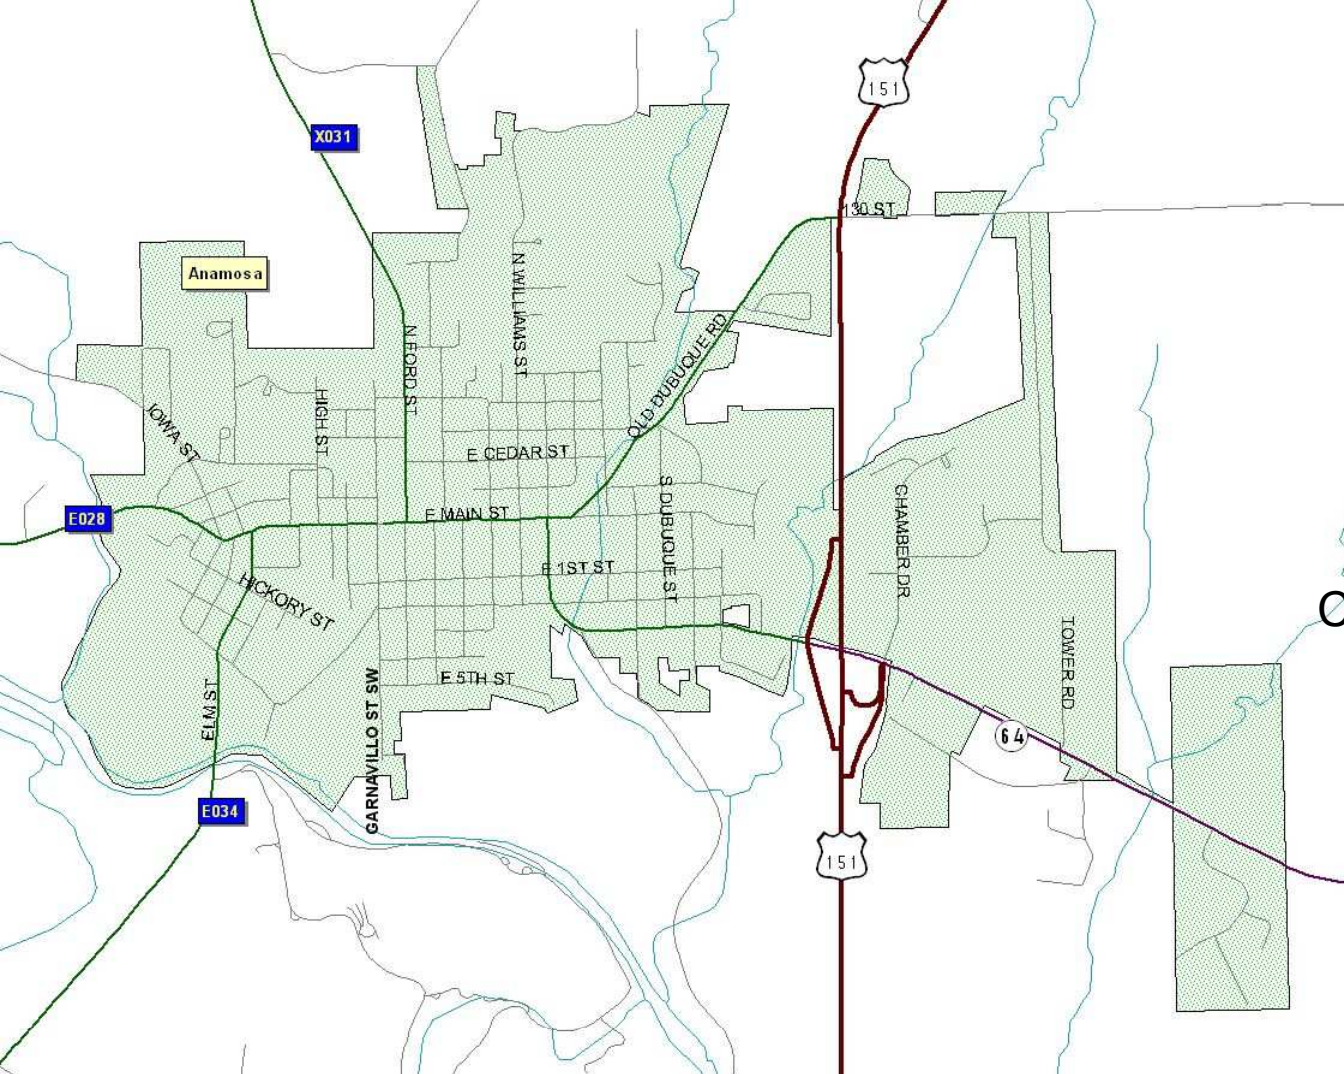 151
X031
130 ST
Anamosa
N WILLIAMS ST
N FORD ST
OLD DUBUQUE RD
HIGH ST
IOWA ST
E CEDAR ST
S DUBUQUE ST
CHAMBER DR
E028
E MAIN ST
E 1ST ST
HICKORY ST
TOWER RD
E 5TH ST
ELM ST
GARNAVILLO ST SW
64
E034
151